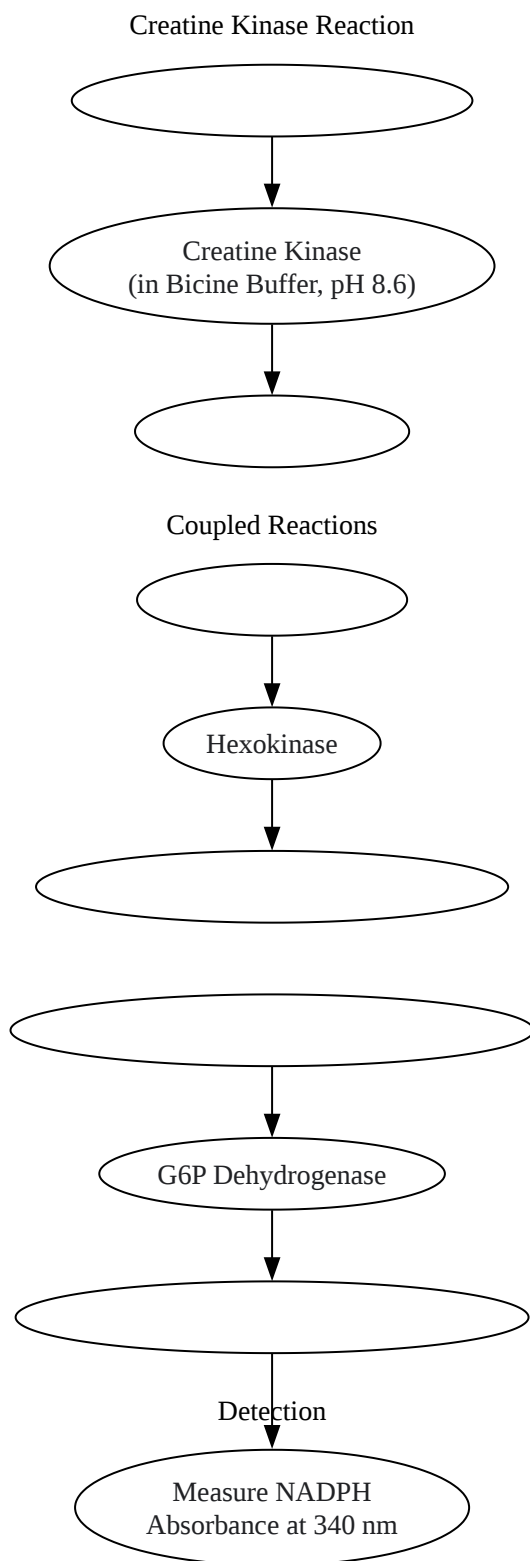 Creatine Kinase Reaction
Creatine Kinase
(in Bicine Buffer, pH 8.6)
Coupled Reactions
Hexokinase
G6P Dehydrogenase
Detection
Measure NADPH
Absorbance at 340 nm